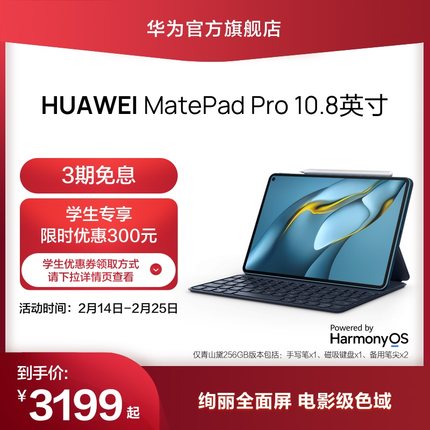 华为官方旗舰店
HUAWEI MatePad Pro 10.8英寸
3期免息
学生专享
限时优惠300元
学生优惠券领取方式
请下拉详情页查看
活动时间：2月14日-2月25日
Powered by
HarmonyOS
仅青山黛256GB版本包括：手写笔x1、磁吸键盘x1、备用笔尖x2
到手价：
¥3199起
绚丽全面屏 电影级色域